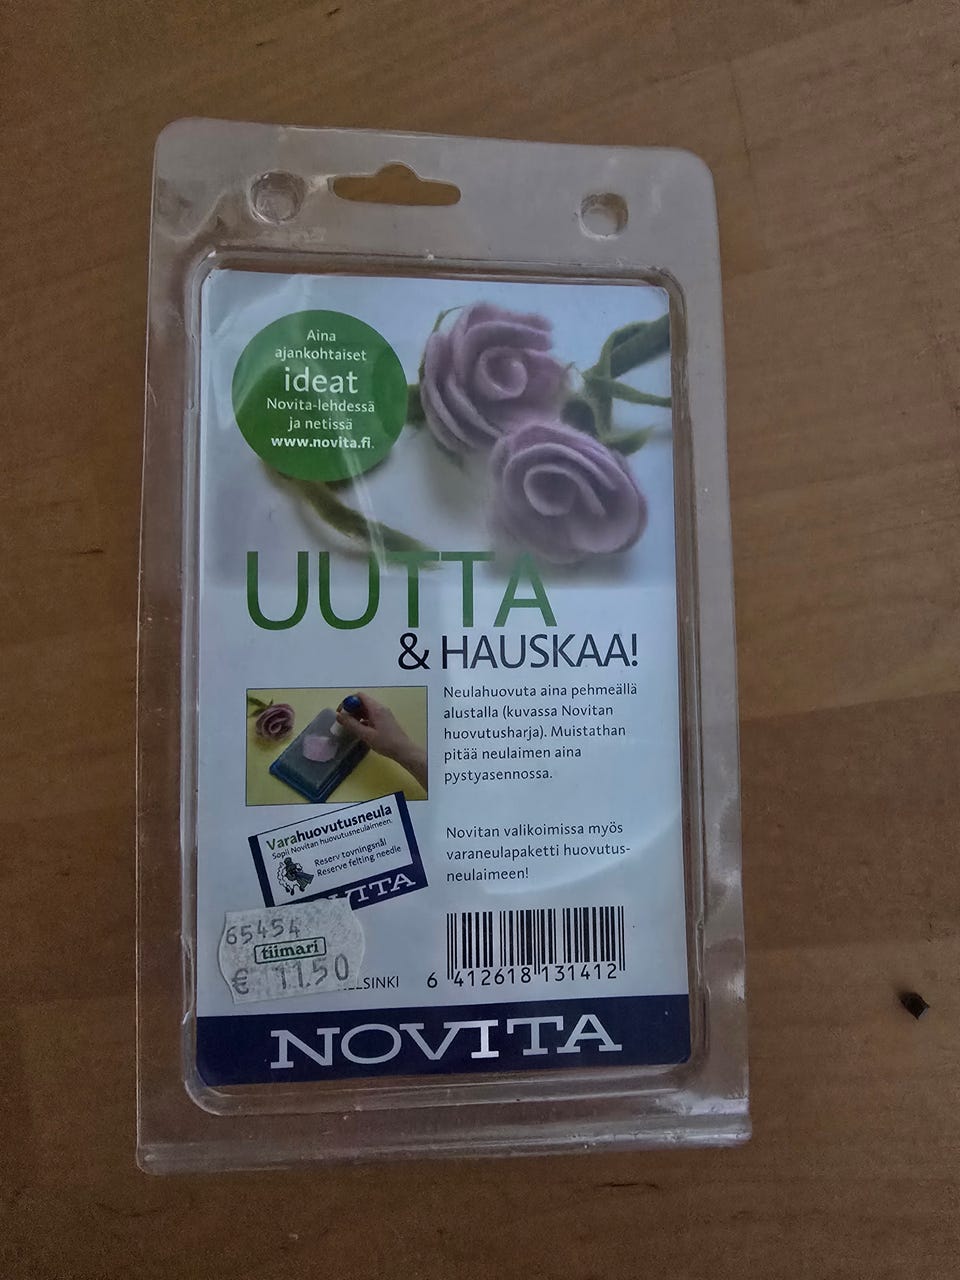 Aina
ajankohtaiset
ideat
Novita-lehdessä
ja netissä
www.novita.fi.
UUTTA
& HAUSKAA!
Neulahuovuta aina pehmeällä
alustalla (kuvassa Novitan
huovutusharja). Muistathan
pitää neulaimen aina
pystyasennossa.
Varahuovutusneula
Sopii Novitan huovutusneulaimeen.
Reserv tovningsnål
Reserve felting needle
Novitan valikoimissa myös
varaneulapaketti huovutus-
neulaimeen!
65454
tiimari
€ 11.50
6 412618 131412
NOVITA